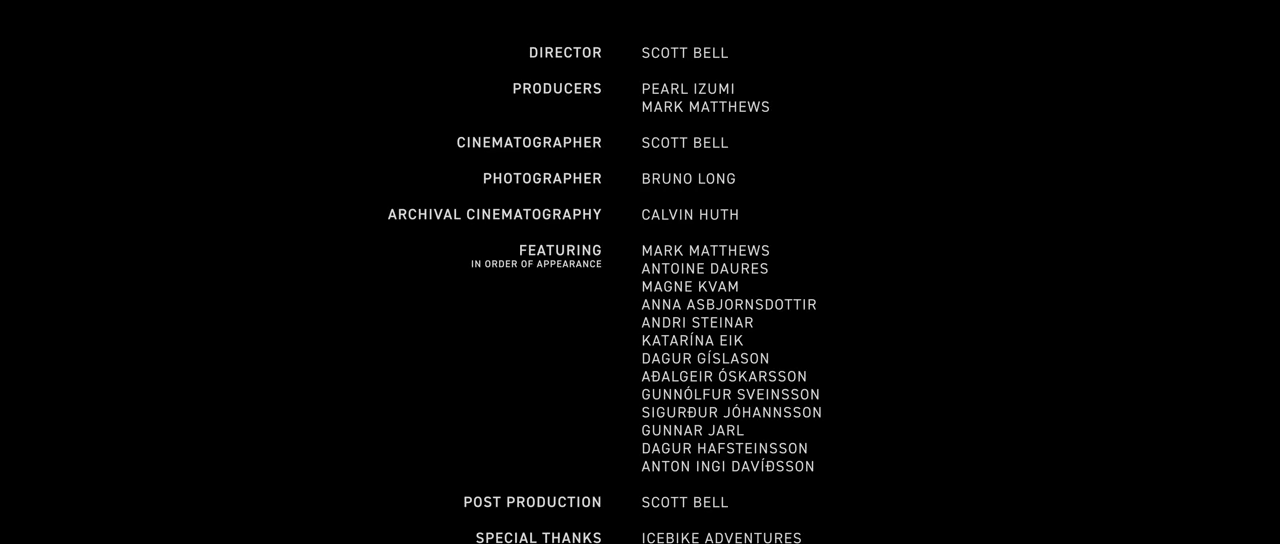 DIRECTOR SCOTT BELL
PRODUCERS PEARL IZUMI
MARK MATTHEWS
CINEMATOGRAPHER SCOTT BELL
PHOTOGRAPHER BRUNO LONG
ARCHIVAL CINEMATOGRAPHY CALVIN HUTH
FEATURING MARK MATTHEWS
IN ORDER OF APPEARANCE ANTOINE DAURES
MAGNE KVAM
ANNA ASBJORNSDOTTIR
ANDRI STEINAR
KATARÍNA EIK
DAGUR GÍSLASON
AÐALGEIR ÓSKARSSON
GUNNÓLFUR SVEINSSON
SIGURÐUR JÓHANNSSON
GUNNAR JARL
DAGUR HAFSTEINSSON
ANTON INGI DAVÍÐSSON
POST PRODUCTION SCOTT BELL
SPECIAL THANKS ICEBIKE ADVENTURES